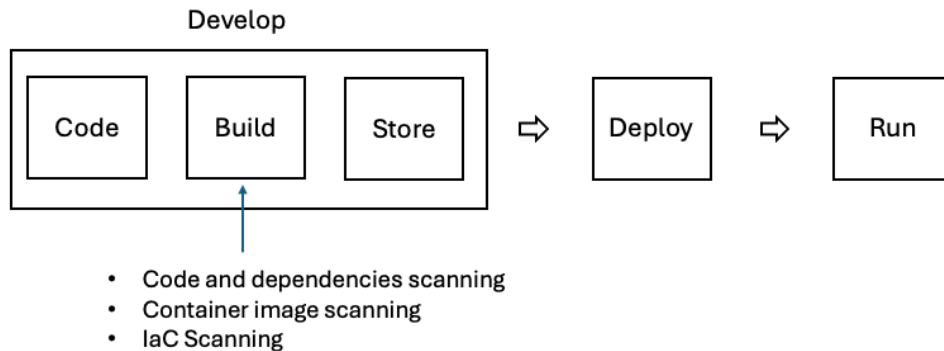 Develop
Code
Build
Store
Deploy
Run
• Code and dependencies scanning
• Container image scanning
• IaC Scanning